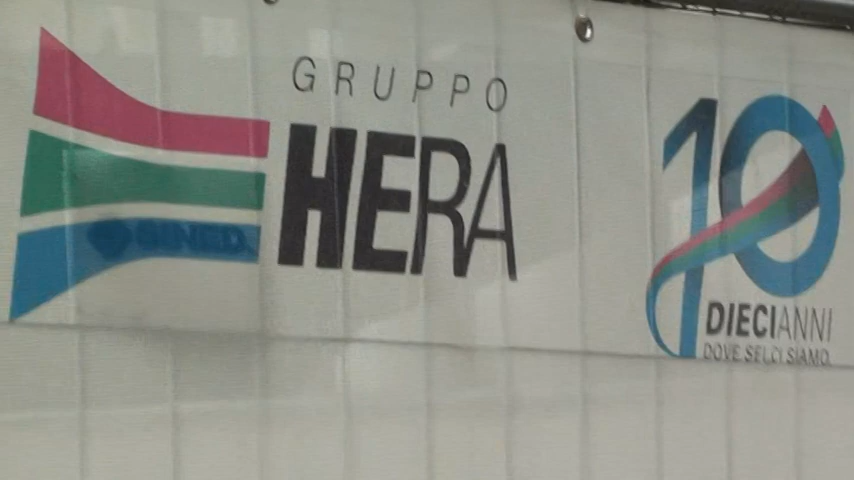 GRUPPO
HERA
10
DIECIANNI
DOVE SEI, CI SIAMO.